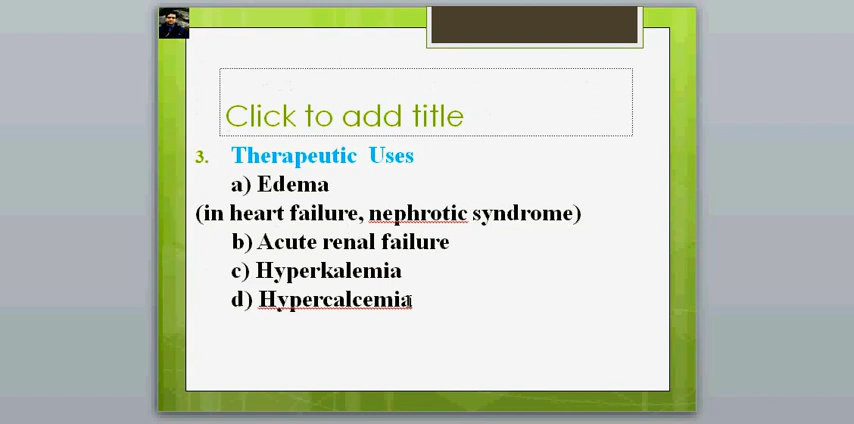 Click to add title
3. Therapeutic Uses
a) Edema
(in heart failure, nephrotic syndrome)
b) Acute renal failure
c) Hyperkalemia
d) Hypercalcemia